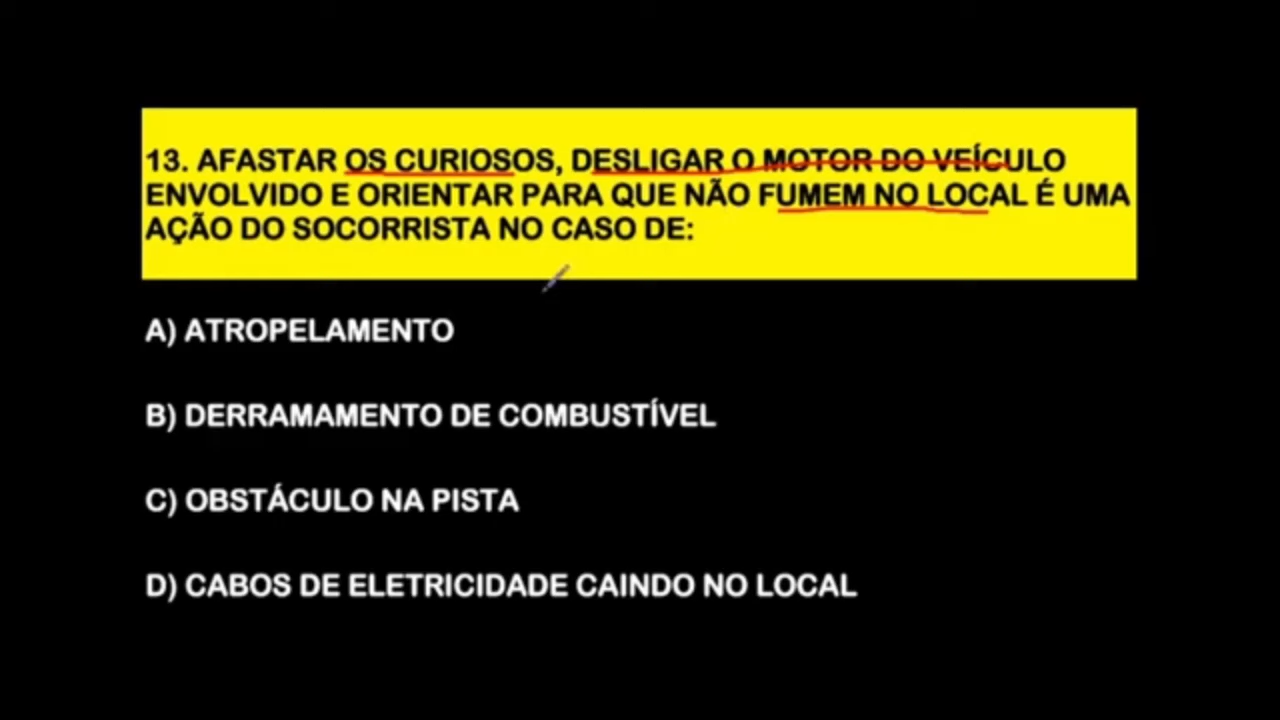 13. AFASTAR OS CURIOSOS, DESLIGAR O MOTOR DO VEÍCULO
ENVOLVIDO E ORIENTAR PARA QUE NÃO FUMEM NO LOCAL É UMA
AÇÃO DO SOCORRISTA NO CASO DE:
A) ATROPELAMENTO
B) DERRAMAMENTO DE COMBUSTÍVEL
C) OBSTÁCULO NA PISTA
D) CABOS DE ELETRICIDADE CAINDO NO LOCAL